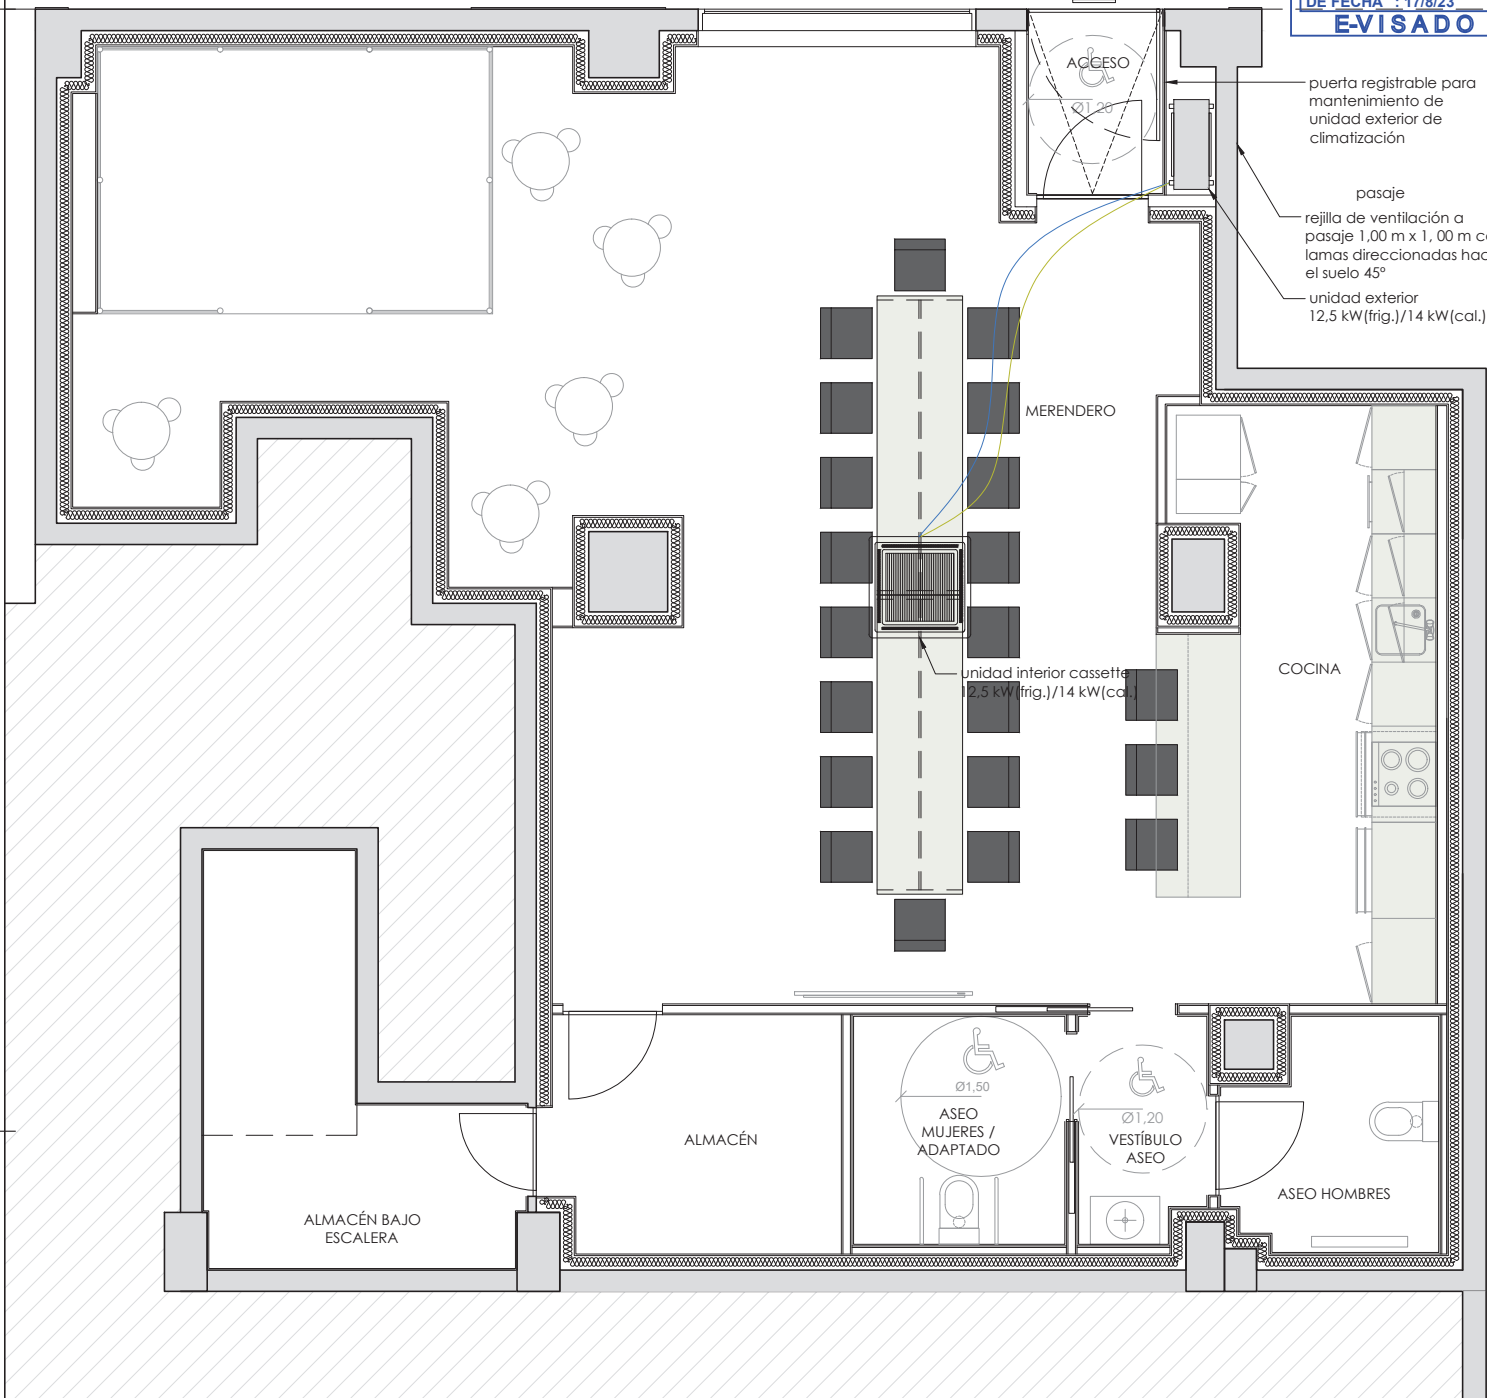 DE FECHA : 17/8/23
E-VISADO
ACCESO
Ø1,20
puerta registrable para
mantenimiento de
unidad exterior de
climatización
pasaje
rejilla de ventilación a
pasaje 1,00 m x 1, 00 m
lamas direccionadas
el suelo 45º
unidad exterior
12,5 kW(frig.)/14 kW(cal.)
MERENDERO
unidad interior cassette
12,5 kW(frig.)/14 kW(cal.)
COCINA
Ø1,50
ASEO
MUJERES /
ADAPTADO
Ø1,20
VESTÍBULO
ASEO
ALMACÉN
ASEO HOMBRES
ALMACÉN BAJO
ESCALERA